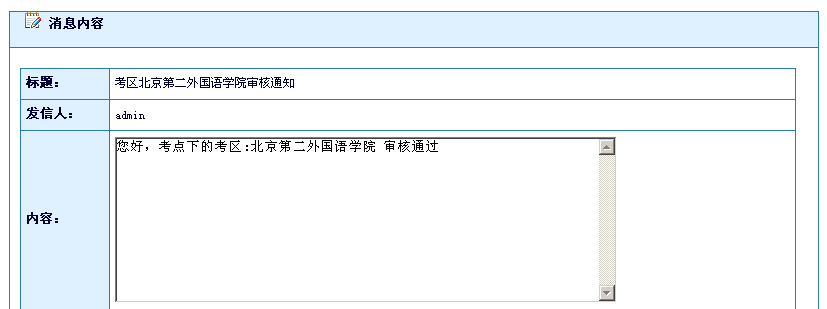 消息内容
标题：
考区北京第二外国语学院审核通知
发信人：
admin
内容：
您好，考点下的考区:北京第二外国语学院 审核通过